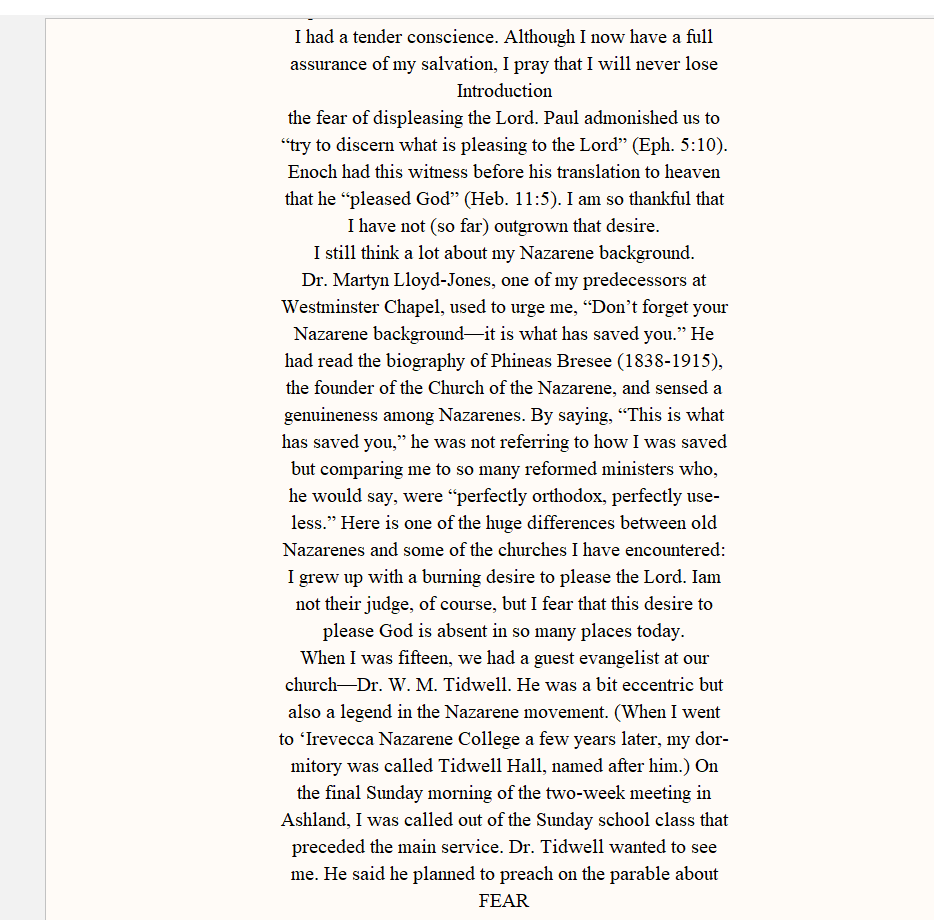 I had a tender conscience. Although I now have a full
assurance of my salvation, I pray that I will never lose
Introduction
the fear of displeasing the Lord. Paul admonished us to
“try to discern what is pleasing to the Lord” (Eph. 5:10).
Enoch had this witness before his translation to heaven
that he “pleased God” (Heb. 11:5). I am so thankful that
I have not (so far) outgrown that desire.
I still think a lot about my Nazarene background.
Dr. Martyn Lloyd-Jones, one of my predecessors at
Westminster Chapel, used to urge me, “Don’t forget your
Nazarene background—it is what has saved you.” He
had read the biography of Phineas Bresee (1838-1915),
the founder of the Church of the Nazarene, and sensed a
genuineness among Nazarenes. By saying, “This is what
has saved you,” he was not referring to how I was saved
but comparing me to so many reformed ministers who,
he would say, were “perfectly orthodox, perfectly use-
less.” Here is one of the huge differences between old
Nazarenes and some of the churches I have encountered:
I grew up with a burning desire to please the Lord. Iam
not their judge, of course, but I fear that this desire to
please God is absent in so many places today.
When I was fifteen, we had a guest evangelist at our
church—Dr. W. M. Tidwell. He was a bit eccentric but
also a legend in the Nazarene movement. (When I went
to ‘Irevecca Nazarene College a few years later, my dor-
mitory was called Tidwell Hall, named after him.) On
the final Sunday morning of the two-week meeting in
Ashland, I was called out of the Sunday school class that
preceded the main service. Dr. Tidwell wanted to see
me. He said he planned to preach on the parable about
FEAR